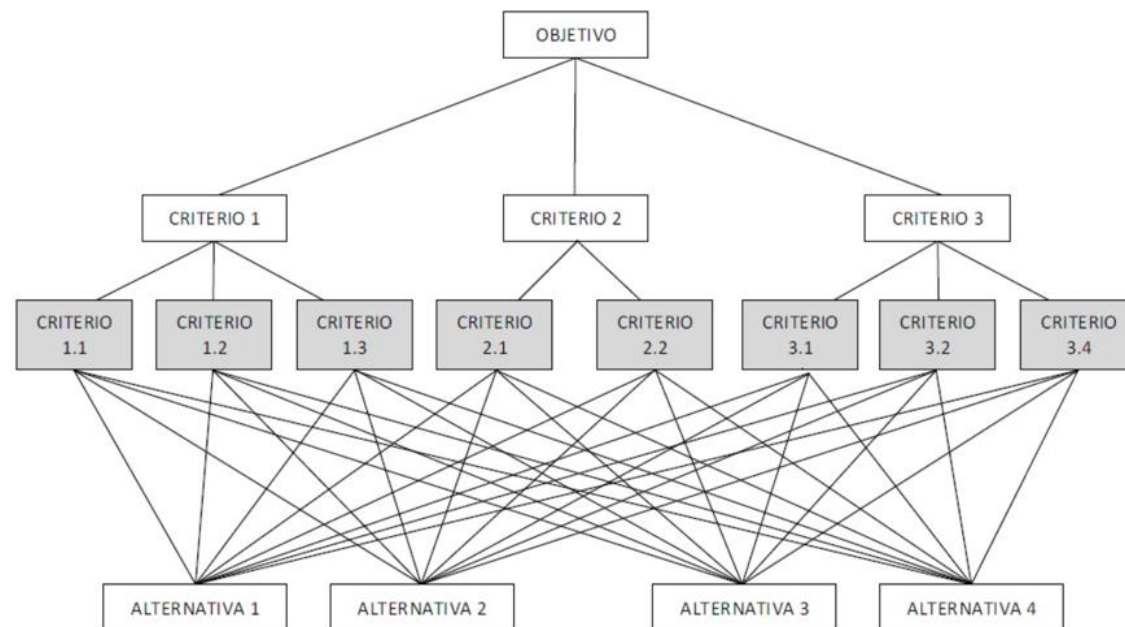 OBJETIVO
CRITERIO 1
CRITERIO 2
CRITERIO 3
CRITERIO
1.1
CRITERIO
1.2
CRITERIO
1.3
CRITERIO
2.1
CRITERIO
2.2
CRITERIO
3.1
CRITERIO
3.2
CRITERIO
3.4
ALTERNATIVA 1
ALTERNATIVA 2
ALTERNATIVA 3
ALTERNATIVA 4